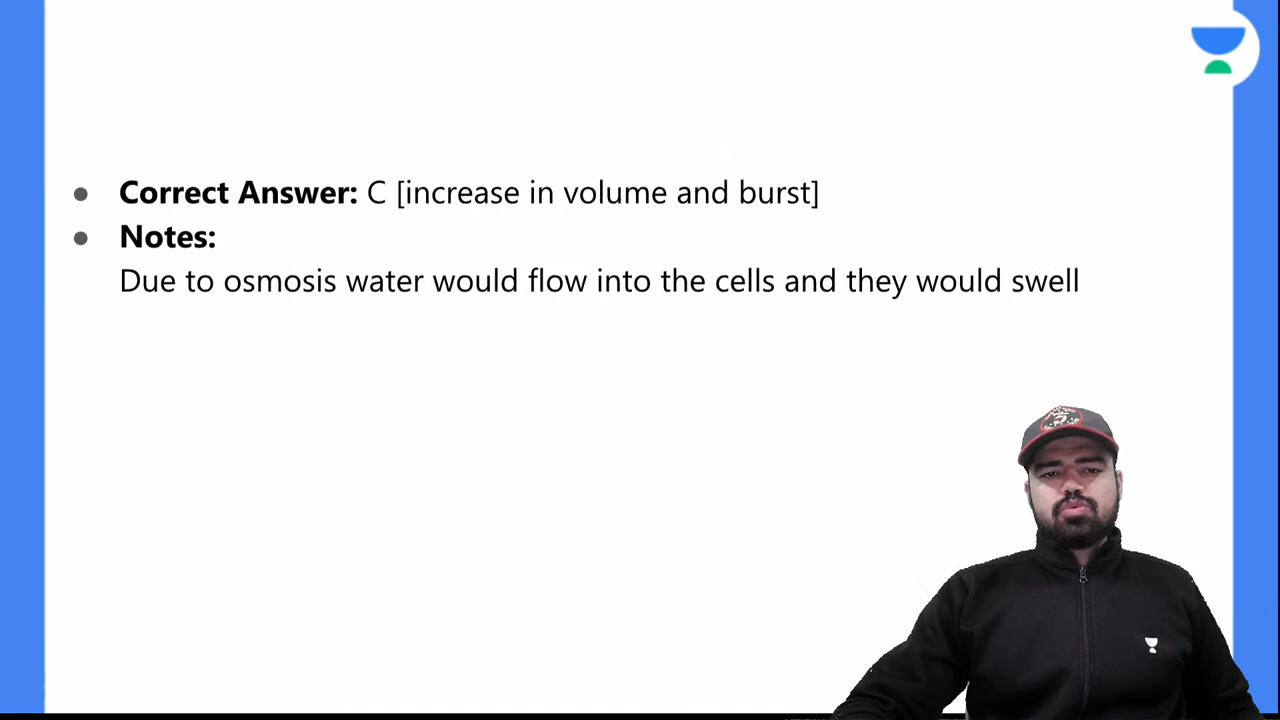 Correct Answer: C [increase in volume and burst]
Notes:
Due to osmosis water would flow into the cells and they would swell